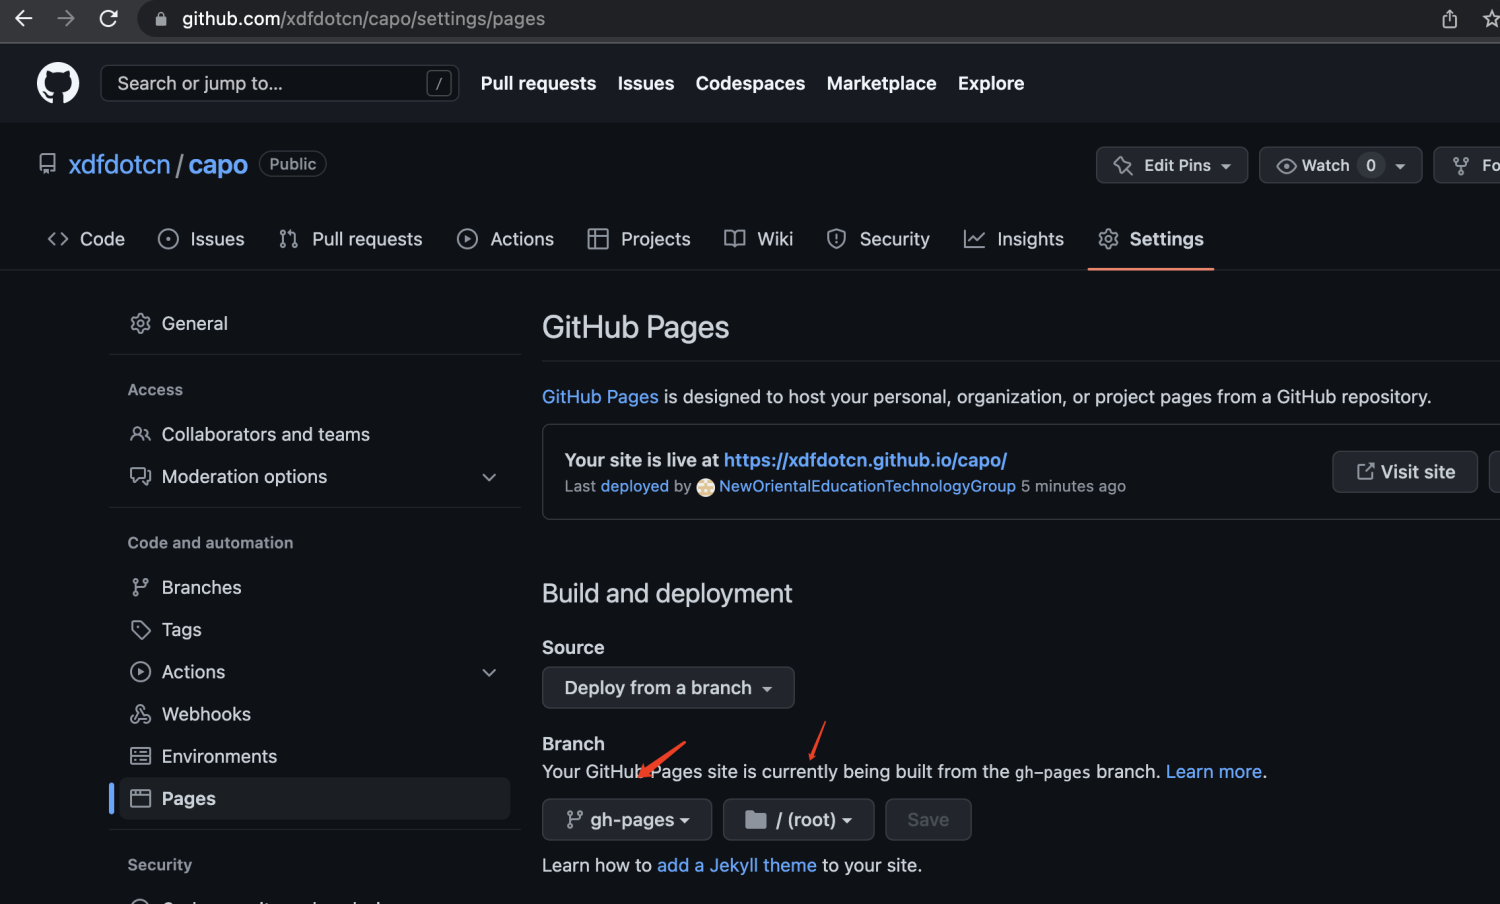 github.com/xdfdotcn/capo/settings/pages
Search or jump to... /
Pull requests Issues Codespaces Marketplace Explore
xdfdotcn / capo Public
Edit Pins Watch 0 Fo
Code Issues Pull requests Actions Projects Wiki Security Insights Settings
General
Access
Collaborators and teams
Moderation options
Code and automation
Branches
Tags
Actions
Webhooks
Environments
Pages
Security
GitHub Pages
GitHub Pages is designed to host your personal, organization, or project pages from a GitHub repository.
Your site is live at https://xdfdotcn.github.io/capo/
Last deployed by NewOrientalEducationTechnologyGroup 5 minutes ago
Visit site
Build and deployment
Source
Deploy from a branch
Branch
Your GitHub Pages site is currently being built from the gh-pages branch. Learn more.
gh-pages / (root) Save
Learn how to add a Jekyll theme to your site.